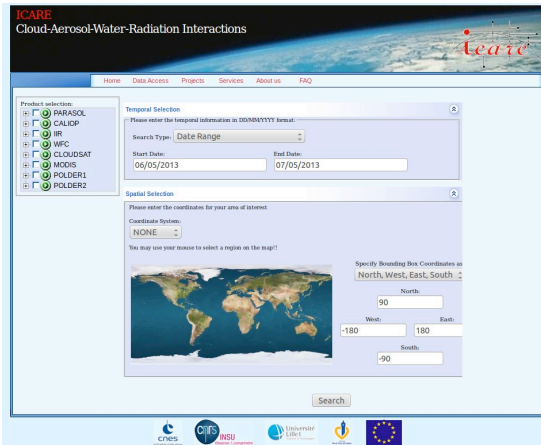 ICARE
Cloud-Aerosol-Water-Radiation Interactions
Icare
Home Data Access Projects Services About us FAQ
Product selection:
PARASOL
CALIOP
IIR
WFC
CLOUDSAT
MODIS
POLDER1
POLDER2
Temporal Selection
Please enter the temporal information in DD/MM/YYYY format.
Search Type: Date Range
Start Date: End Date:
06/05/2013 07/05/2013
Spatial Selection
Please enter the coordinates for your area of interest
Coordinate System:
NONE
You may use your mouse to select a region on the map!!
Specify Bounding Box Coordinates as
North, West, East, South
North:
90
West: East:
-180 180
South:
-90
Search
cnes
cnrs
INSU
Université
Lille1